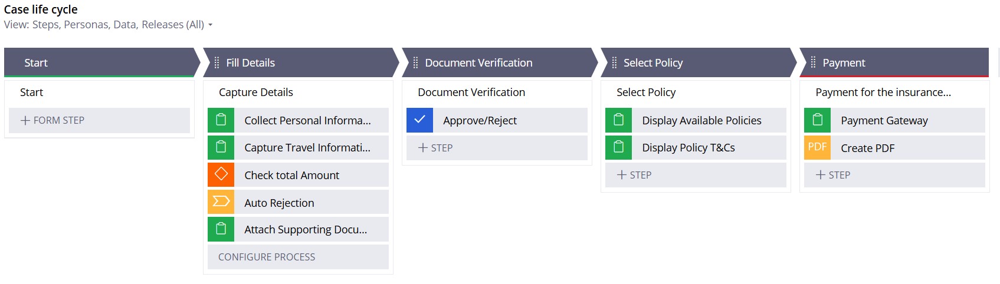 Case life cycle
View: Steps, Personas, Data, Releases (All)
Start
Fill Details
Document Verification
Select Policy
Payment
Start
+ FORM STEP
Capture Details
Collect Personal Informa...
Capture Travel Informati...
Check total Amount
Auto Rejection
Attach Supporting Docu...
CONFIGURE PROCESS
Document Verification
Approve/Reject
+ STEP
Select Policy
Display Available Policies
Display Policy T&Cs
+ STEP
Payment for the insurance...
Payment Gateway
PDF Create PDF
+ STEP